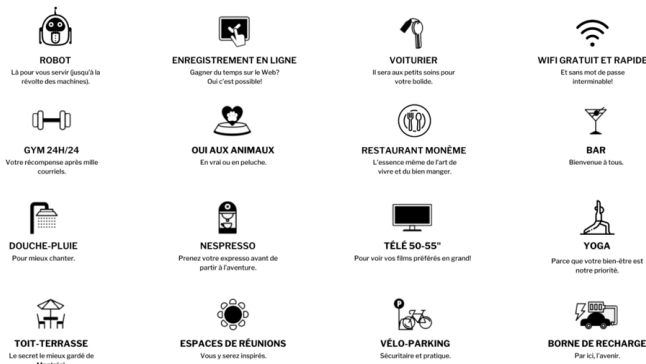 ROBOT
Là pour vous servir (jusqu'à la
révolte des machines).
ENREGISTREMENT EN LIGNE
Gagner du temps sur le Web?
Oui c'est possible!
VOITURIER
Il sera aux petits soins pour
votre bolide.
WIFI GRATUIT ET RAPIDE
Et sans mot de passe
interminable!
GYM 24H/24
Votre récompense après mille
courriels.
OUI AUX ANIMAUX
En vrai ou en peluche.
RESTAURANT MONÈME
L'essence même de l'art de
vivre et du bien manger.
BAR
Bienvenue à tous.
DOUCHE-PLUIE
Pour mieux chanter.
NESPRESSO
Prenez votre expresso avant de
partir à l'aventure.
TÉLÉ 50-55"
Pour voir vos films préférés en grand!
YOGA
Parce que votre bien-être est
notre priorité.
TOIT-TERRASSE
Le secret le mieux gardé de
ESPACES DE RÉUNIONS
Vous y serez inspirés.
P
VÉLO-PARKING
Sécuritaire et pratique.
BORNE DE RECHARGE
Par ici, l'avenir.